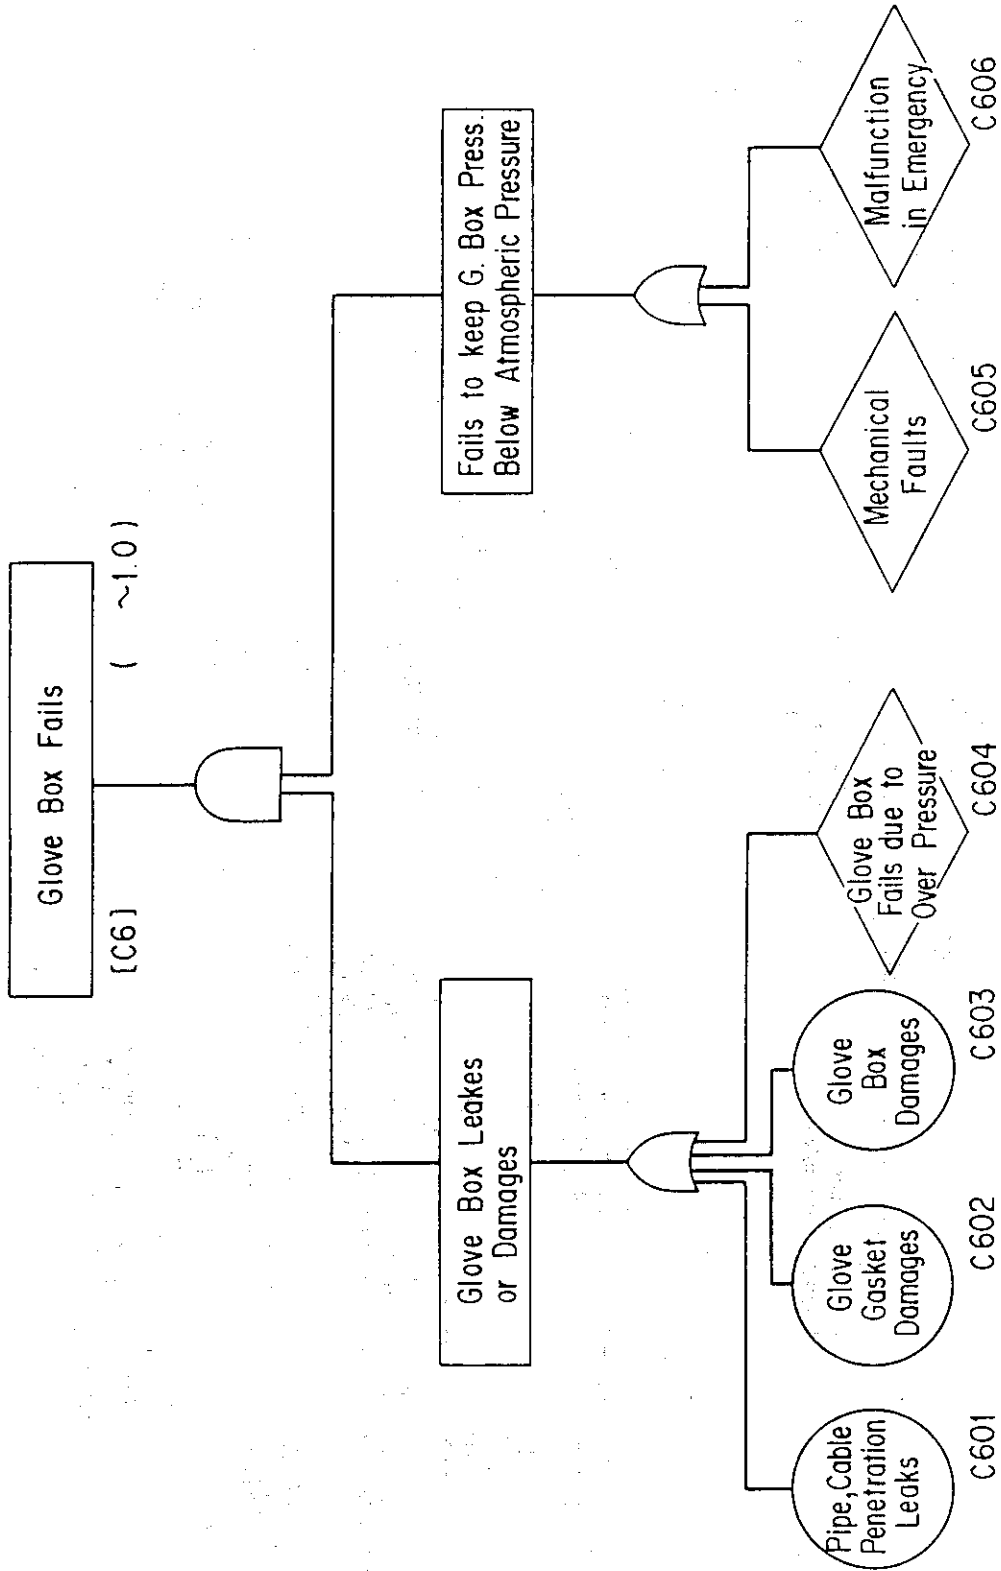 Glove Box Fails
[C6]
( ~1.0 )
Glove Box Leakes
or Damages
Fails to keep G. Box Press.
Below Atmospheric Pressure
Pipe,Cable
Penetration
Leaks
C601
Glove
Gasket
Damages
C602
Glove
Box
Damages
C603
Glove Box
Fails due to
Over Pressure
C604
Mechanical
Faults
C605
Malfunction
in Emergency
C606